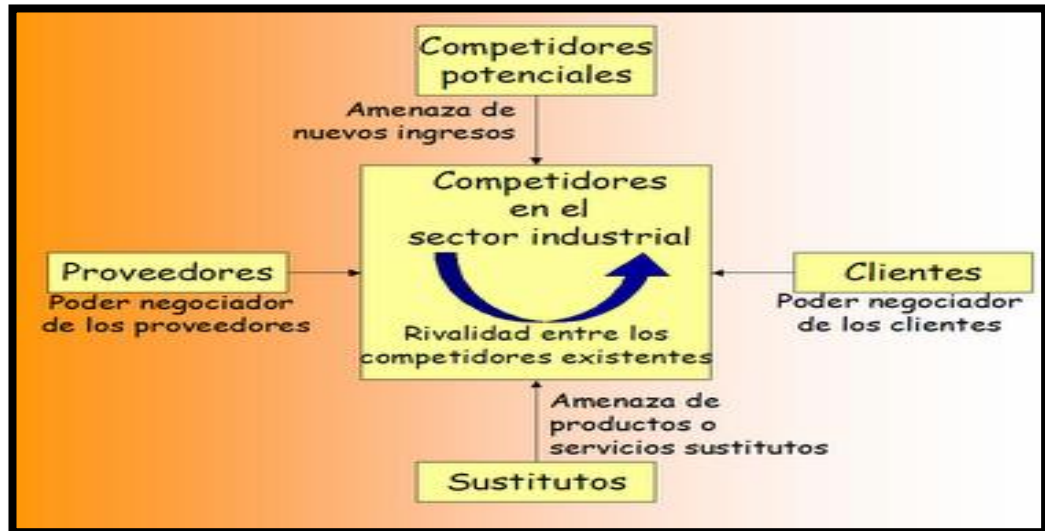 Competidores
potenciales
Amenaza de
nuevos ingresos
Competidores
en el
sector industrial
Rivalidad entre los
competidores existentes
Proveedores
Poder negociador
de los proveedores
Clientes
Poder negociador
de los clientes
Amenaza de
productos o
servicios sustitutos
Sustitutos